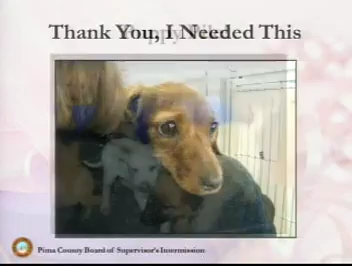 Thank You, I Needed This
Pima County Board of Supervisor's Intermission